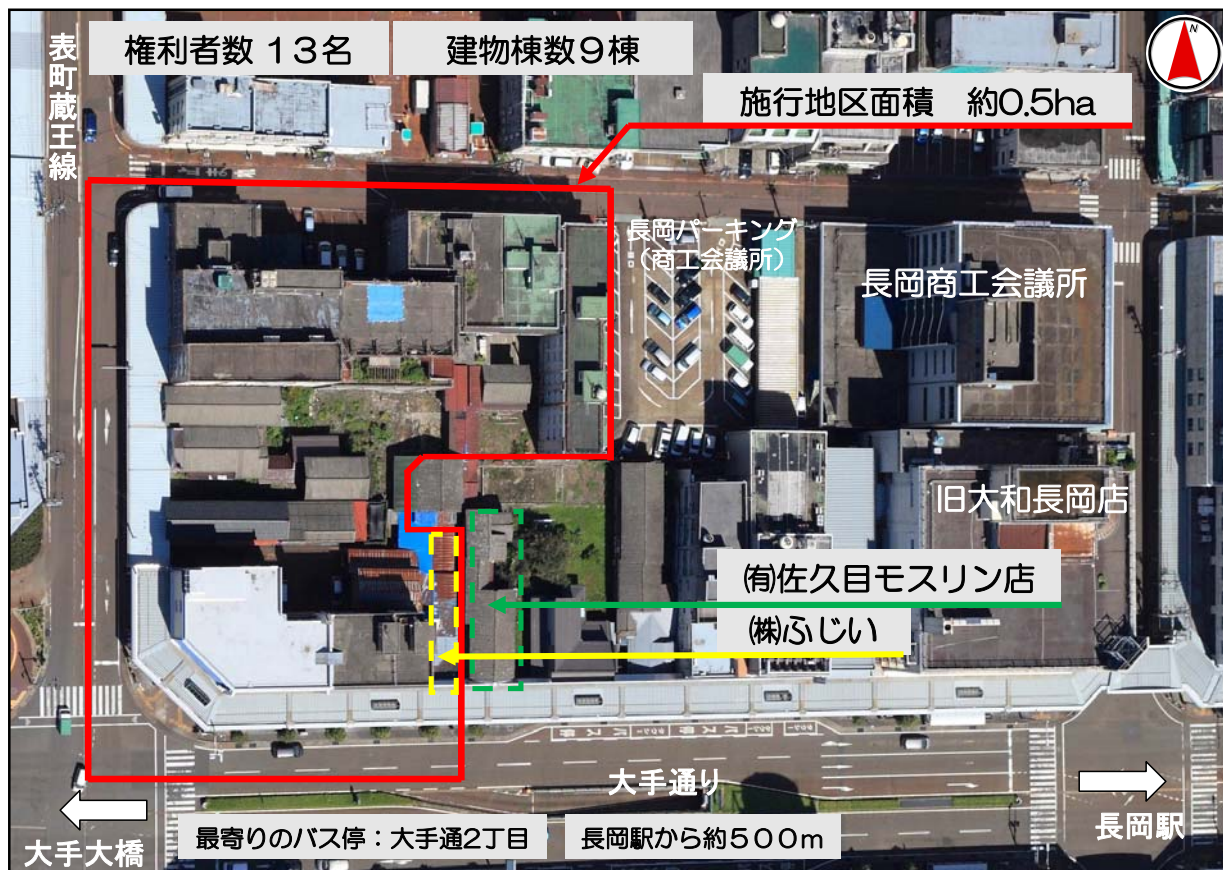 表町蔵王線
権利者数 13名
建物棟数9棟
N
施行地区面積 約0.5ha
長岡パーキング
(商工会議所)
長岡商工会議所
旧大和長岡店
㈲佐久目モスリン店
㈱ふじい
大手通り
大手大橋
最寄りのバス停:大手通2丁目
長岡駅から約500m
長岡駅